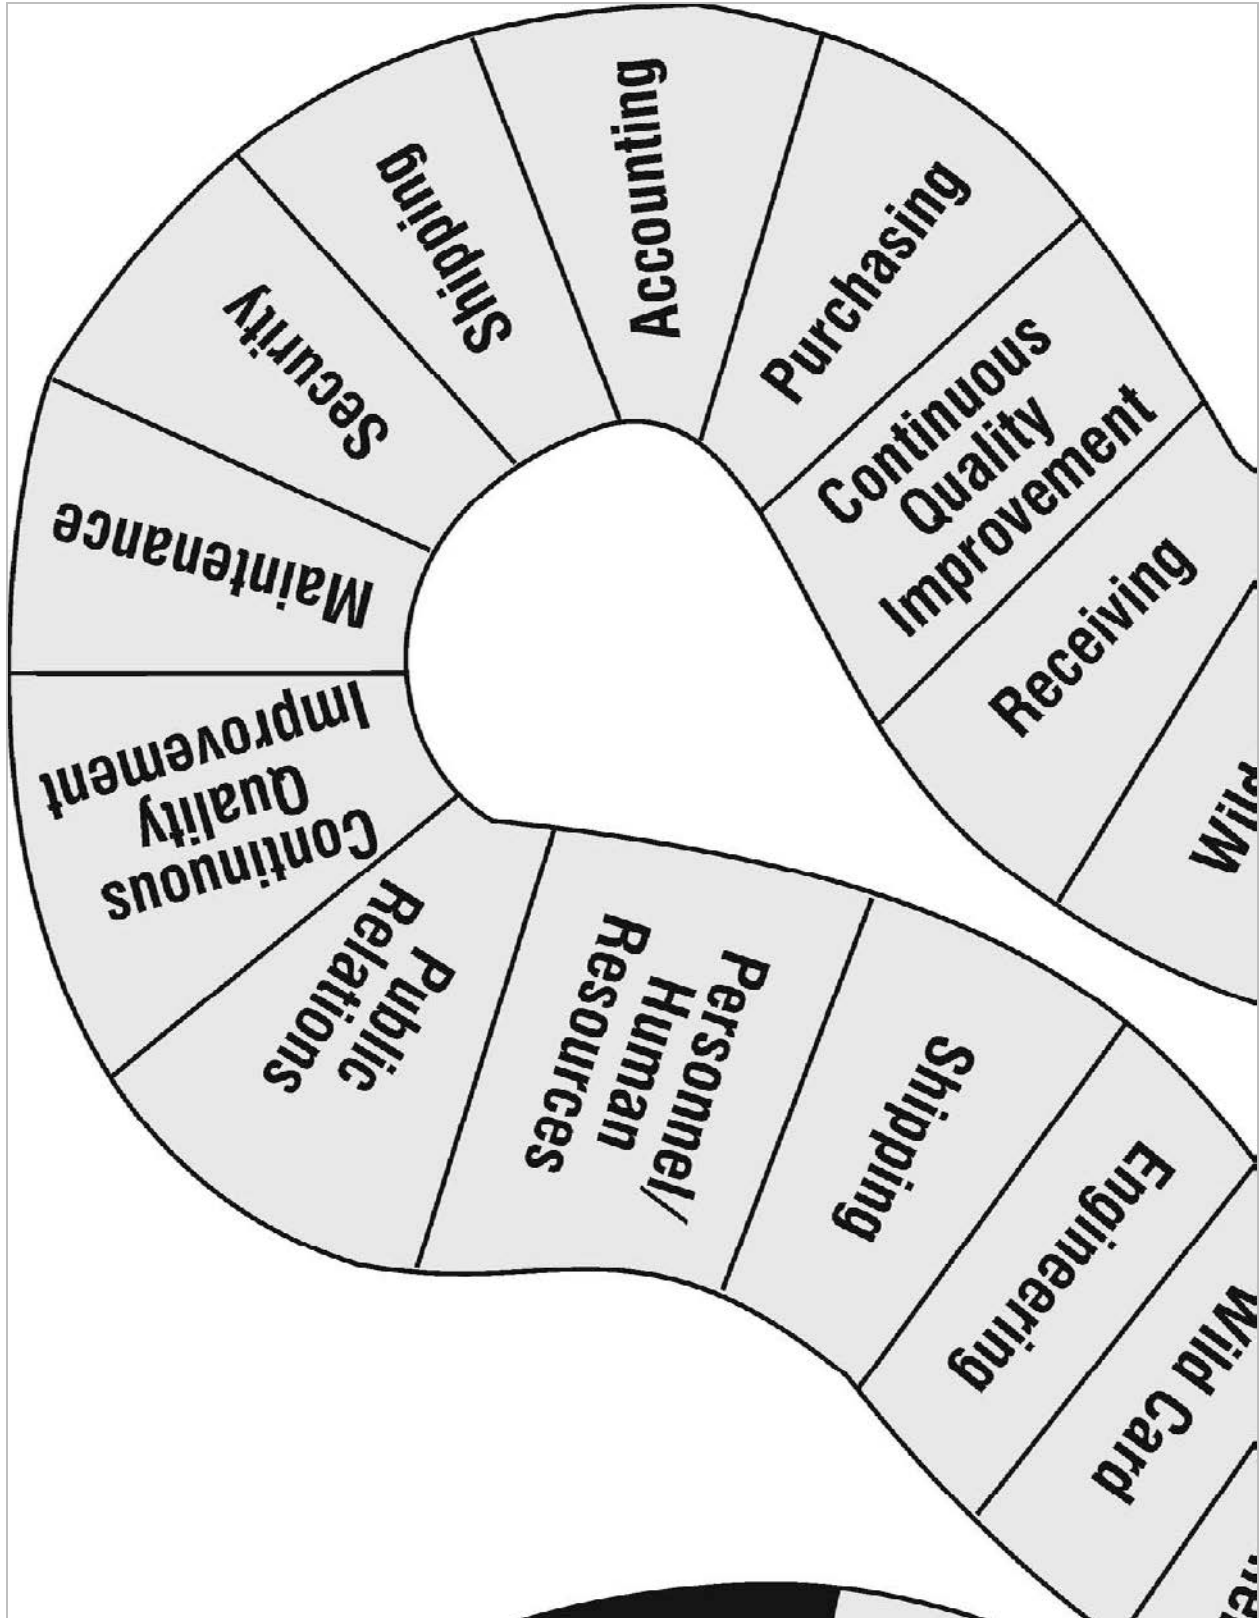 Accounting
Purchasing
Continuous
Quality
Improvement
Receiving
Wild
Shipping
Security
Maintenance
Continuous
Quality
Improvement
Public
Relations
Personnel/
Human
Resources
Shipping
Engineering
Wild Card